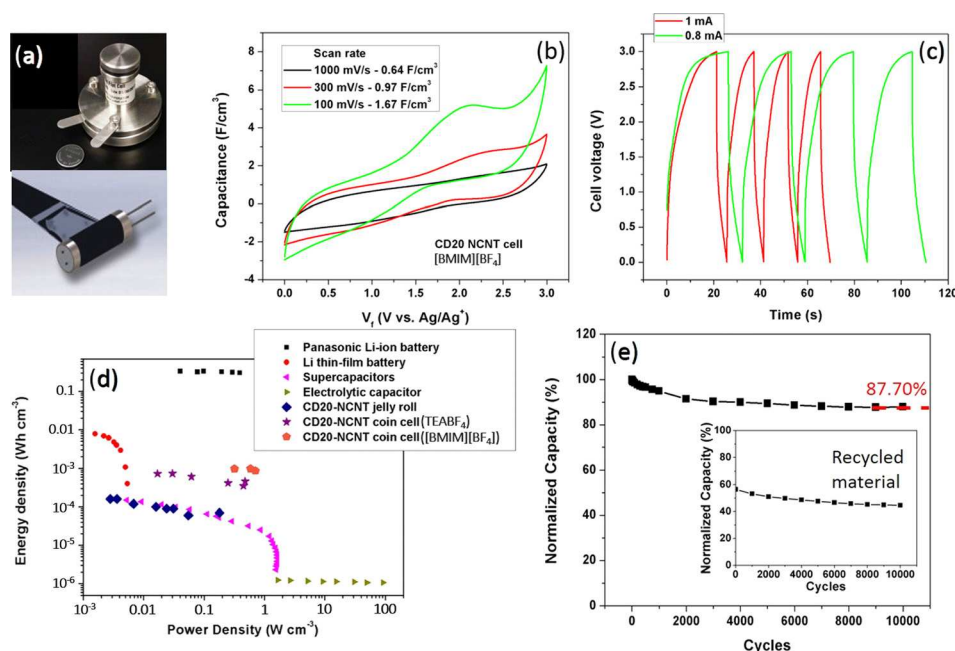 (a)
(b)
Scan rate
1000 mV/s - 0.64 F/cm³
300 mV/s - 0.97 F/cm³
100 mV/s - 1.67 F/cm³
CD20 NCNT cell
[BMIM][BF₄]
Capacitance (F/cm³)
8
6
4
2
0
-2
-4
0.0 0.5 1.0 1.5 2.0 2.5 3.0
V_f (V vs. Ag/Ag⁺)
1 mA
0.8 mA
(c)
Cell voltage (V)
3.0
2.5
2.0
1.5
1.0
0.5
0.0
0 20 40 60 80 100 120
Time (s)
(d)
Panasonic Li-ion battery
Li thin-film battery
Supercapacitors
Electrolytic capacitor
CD20-NCNT jelly roll
CD20-NCNT coin cell (TEABF₄)
CD20-NCNT coin cell ([BMIM][BF₄])
Energy density (Wh cm⁻³)
0.1
0.01
10⁻³
10⁻⁴
10⁻⁵
10⁻⁶
10⁻³ 0.01 0.1 1 10 100
Power Density (W cm⁻³)
(e)
87.70%
Normalized Capacity (%)
120
100
80
60
40
20
0
0 2000 4000 6000 8000 10000
Cycles
Recycled
material
Normalized Capacity (%)
100
80
60
40
20
0
0 2000 4000 6000 8000 10000
Cycles